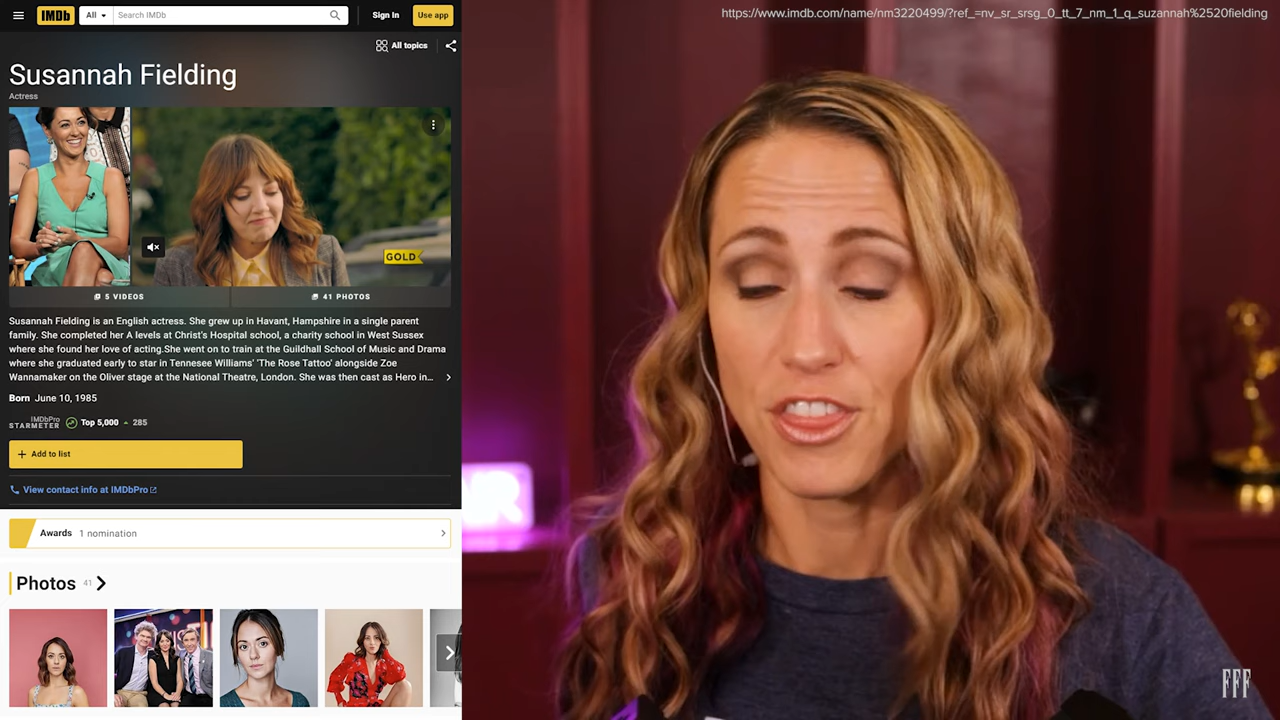 https://www.imdb.com/name/nm3220499/?ref_=nv_sr_srsg_0_tt_7_nm_1_q_suzannah%2520fielding
IMDb All Search IMDb Sign In Use app
All topics
Susannah Fielding
Actress
GOLD
5 VIDEOS 41 PHOTOS
Susannah Fielding is an English actress. She grew up in Havant, Hampshire in a single parent
family. She completed her A levels at Christ's Hospital school, a charity school in West Sussex
where she found her love of acting.She went on to train at the Guildhall School of Music and Drama
where she graduated early to star in Tennesee Williams' 'The Rose Tattoo' alongside Zoe
Wannamaker on the Oliver stage at the National Theatre, London. She was then cast as Hero in...
Born June 10, 1985
IMDbPro
STARMETER Top 5,000 285
+ Add to list
View contact info at IMDbPro
Awards 1 nomination
Photos 41
FFF